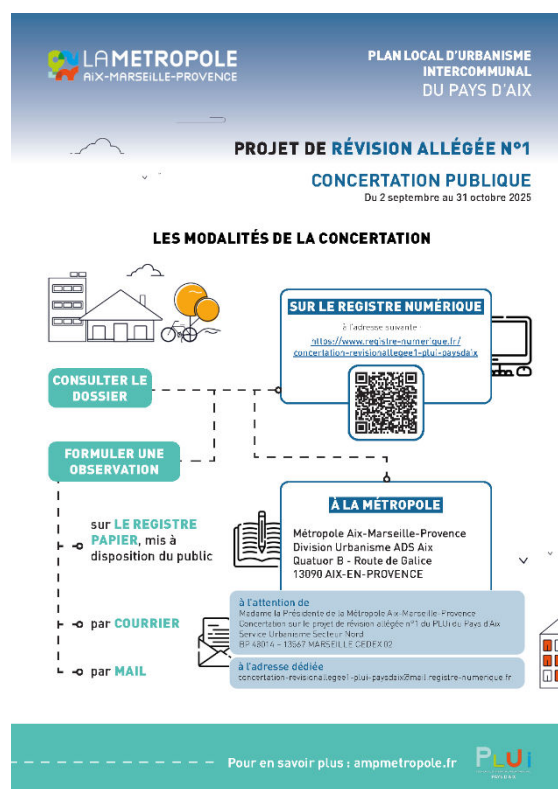 LAMETROPOLE
AIX-MARSEILLE-PROVENCE
PLAN LOCAL D'URBANISME
INTERCOMMUNAL
DU PAYS D'AIX
PROJET DE RÉVISION ALLÉGÉE N°1
CONCERTATION PUBLIQUE
Du 2 septembre au 31 octobre 2025
LES MODALITÉS DE LA CONCERTATION
SUR LE REGISTRE NUMÉRIQUE
à l'adresse suivante :
https://www.registre-numerique.fr/
concertation-revisionallegee1-plui-paysdaix
CONSULTER LE
DOSSIER
FORMULER UNE
OBSERVATION
sur LE REGISTRE
PAPIER, mis à
disposition du public
À LA MÉTROPOLE
Métropole Aix-Marseille-Provence
Division Urbanisme ADS Aix
Quatuor B - Route de Galice
13090 AIX-EN-PROVENCE
par COURRIER
à l'attention de
Madame la Présidente de la Métropole Aix-Marseille-Provence
Concertation sur le projet de révision allégée n°1 du PLUi du Pays d'Aix
Service Urbanisme Secteur Nord
BP 48014 – 13567 MARSEILLE CEDEX 02
par MAIL
à l'adresse dédiée
concertation-revisionallegee1-plui-paysdaix@mail.registre-numerique.fr
Pour en savoir plus : ampmetropole.fr
PLUi